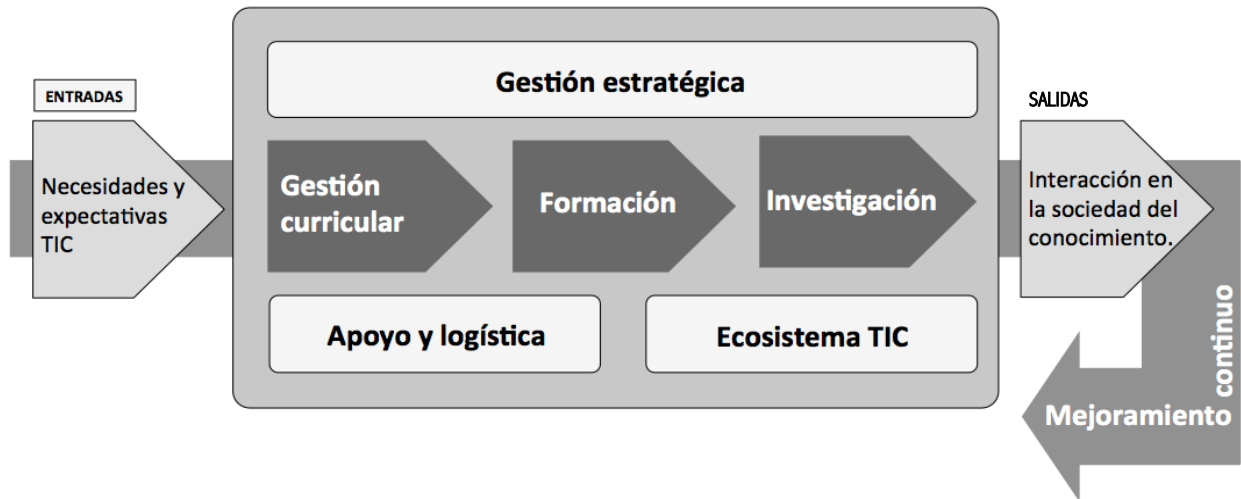 Gestión estratégica
ENTRADAS
SALIDAS
Necesidades y
expectativas
TIC
Gestión
curricular
Formación
Investigación
Interacción en
la sociedad del
conocimiento.
Apoyo y logística
Ecosistema TIC
Mejoramiento
continuo